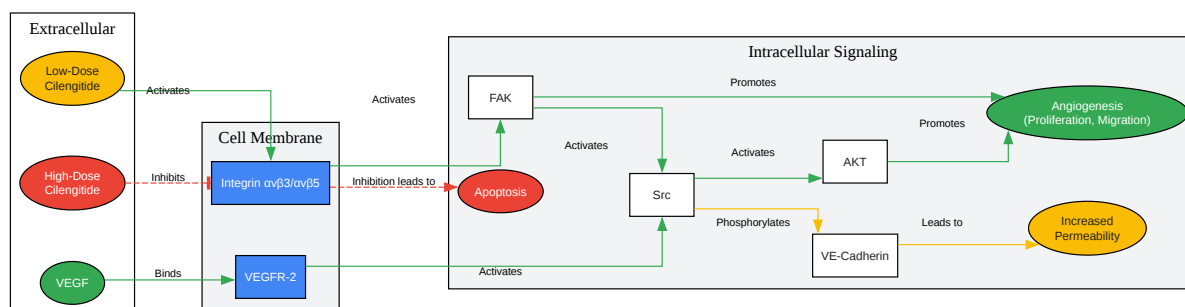 Extracellular
Low-Dose
Cilengitide
Activates
High-Dose
Cilengitide
Inhibits
VEGF
Binds
Cell Membrane
Integrin αvβ3/αvβ5
VEGFR-2
Activates
Inhibition leads to
Activates
Intracellular Signaling
FAK
Promotes
Apoptosis
Activates
Src
Activates
AKT
Promotes
Angiogenesis
(Proliferation, Migration)
Phosphorylates
VE-Cadherin
Leads to
Increased
Permeability